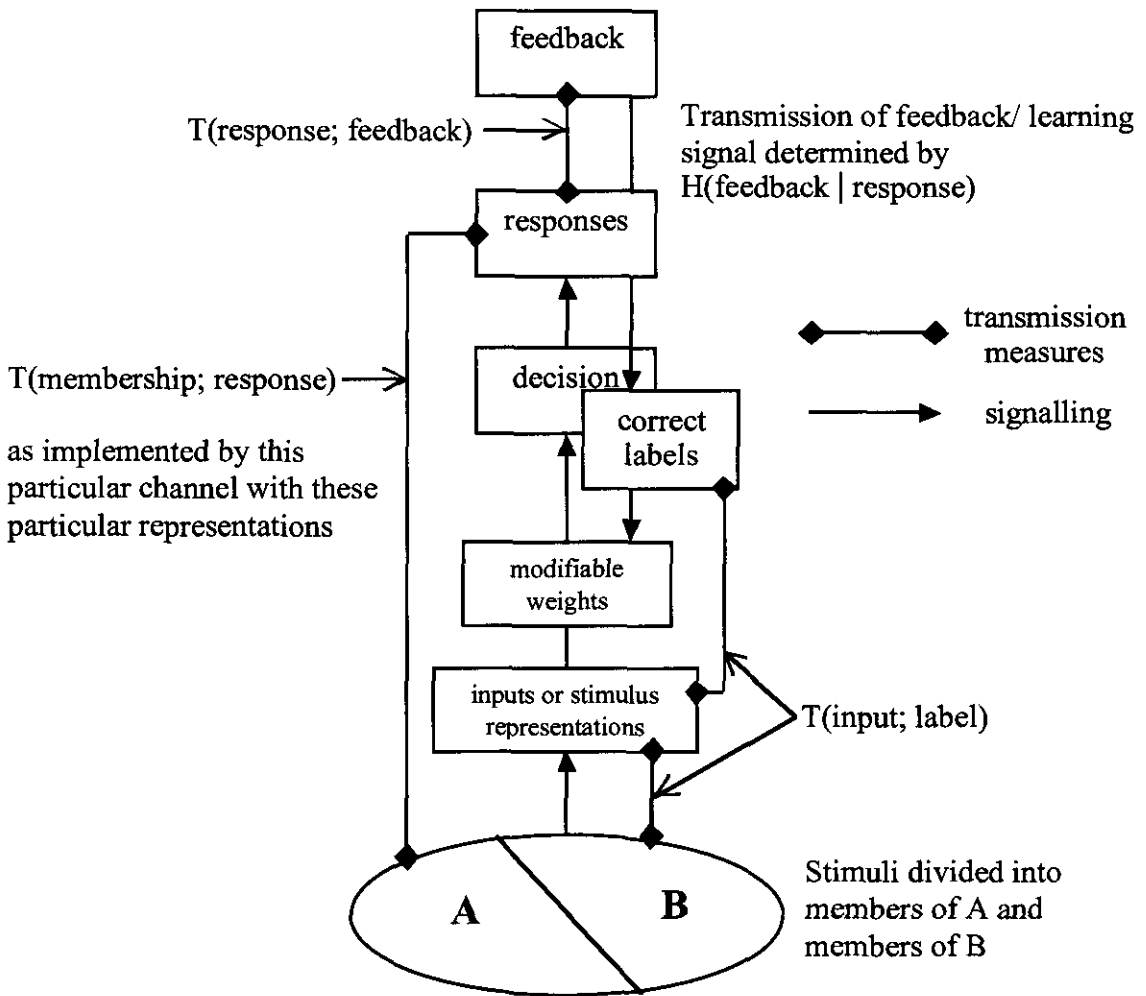 feedback
T(response; feedback)
Transmission of feedback/ learning
signal determined by
H(feedback | response)
responses
transmission
measures
T(membership; response)
decision
signalling
correct
labels
as implemented by this
particular channel with these
particular representations
modifiable
weights
inputs or stimulus
representations
T(input; label)
A
B
Stimuli divided into
members of A and
members of B